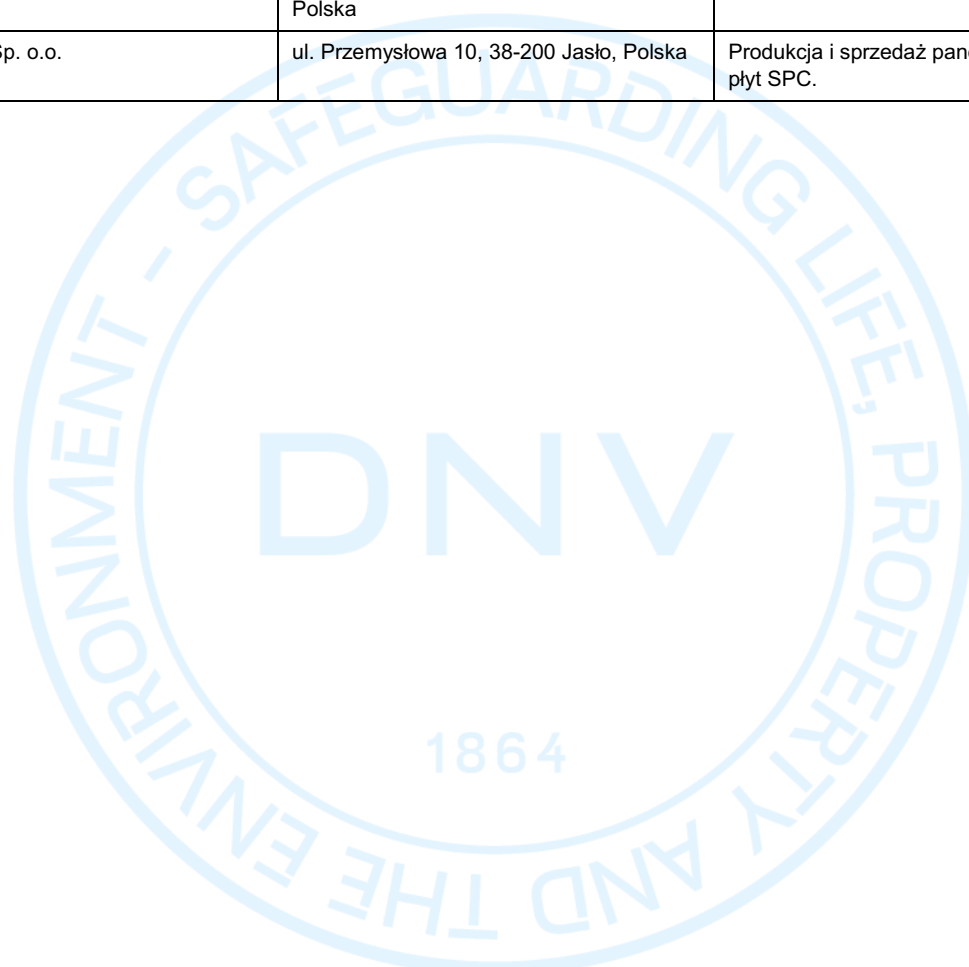 Polska
Sp. o.o.
ul. Przemysłowa 10, 38-200 Jasło, Polska
Produkcja i sprzedaż
płyt SPC.
SAFEGUARDING LIFE, PROPERTY AND THE ENVIRONMENT -
DNV
1864